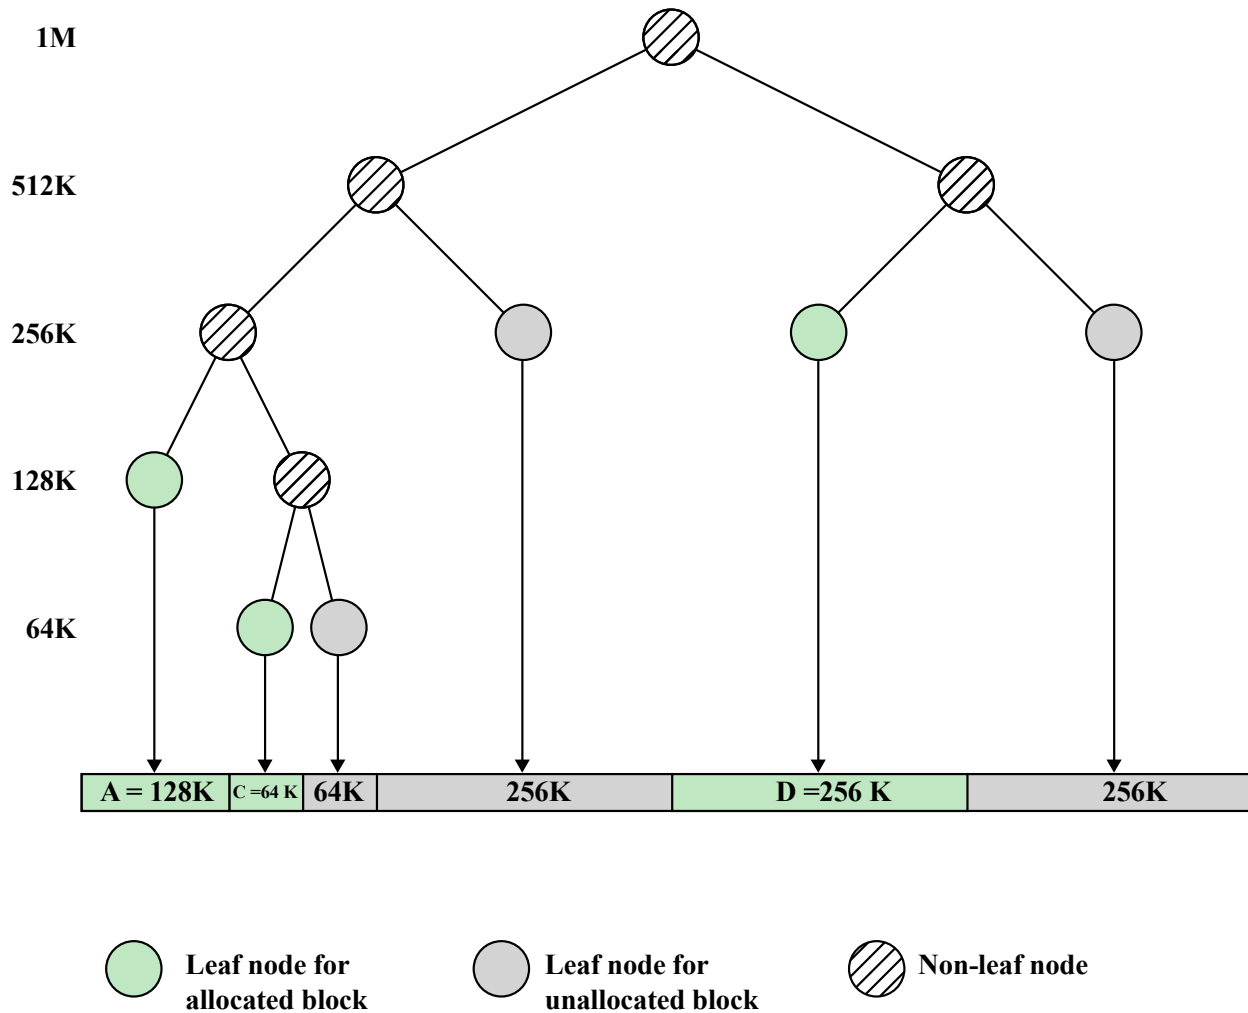 1M
512K
256K
128K
64K
A = 128K C =64 K 64K 256K D =256 K 256K
Leaf node for
allocated block
Leaf node for
unallocated block
Non-leaf node